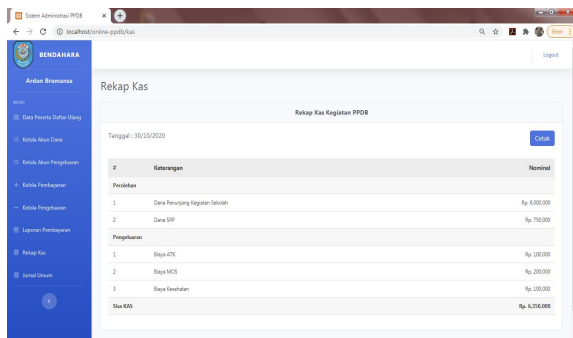 Sistem Administrasi PPDB
localhost/online-ppdb/kas
Error
BENDAHARA
Logout
Ardan Bramansa
MENU
Data Peserta Daftar Ulang
Kelola Akun Dana
Kelola Akun Pengeluaran
Kelola Pembayaran
Kelola Pengeluaran
Laporan Pembayaran
Rekap Kas
Jurnal Umum
Rekap Kas
Rekap Kas Kegiatan PPDB
Tanggal : 30/10/2020
Cetak
# Keterangan Nominal
Perolehan
1 Dana Penunjang Kegiatan Sekolah Rp. 6,000,000
2 Dana SPP Rp. 750,000
Pengeluaran
1 Biaya ATK Rp. 100,000
2 Biaya MOS Rp. 200,000
3 Biaya Kesehatan Rp. 100,000
Sisa KAS Rp. 6,350,000